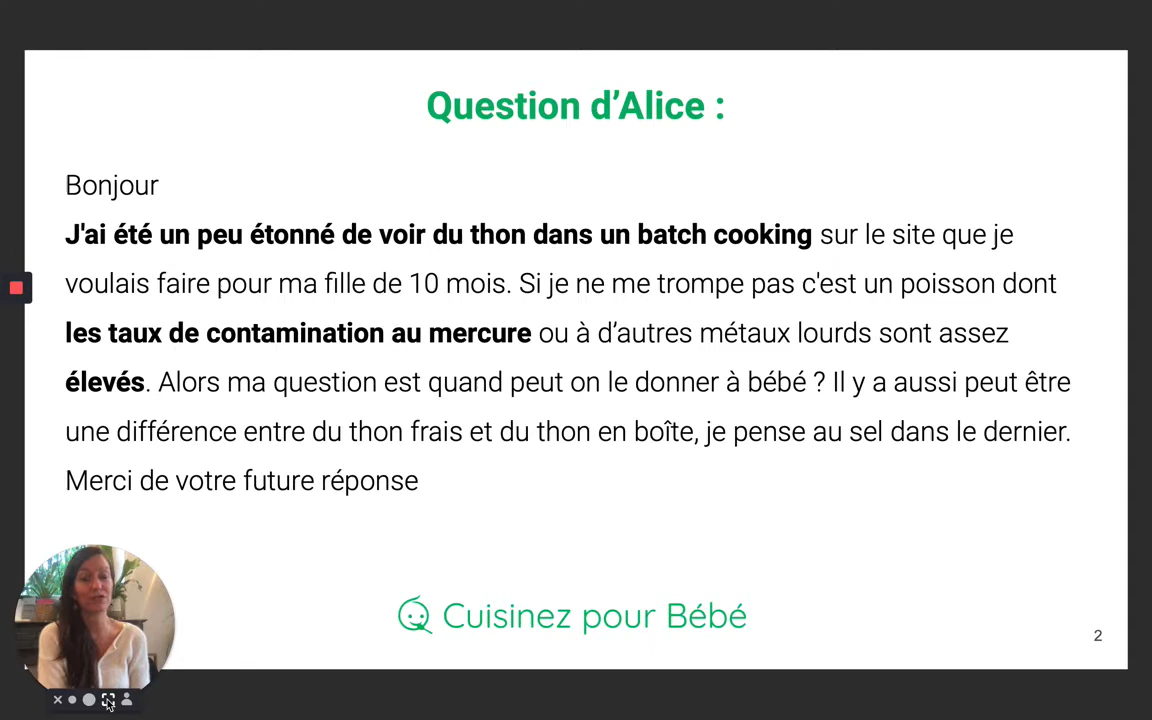 Question d’Alice :
Bonjour
J'ai été un peu étonné de voir du thon dans un batch cooking sur le site que je
voulais faire pour ma fille de 10 mois. Si je ne me trompe pas c'est un poisson dont
les taux de contamination au mercure ou à d’autres métaux lourds sont assez
élevés. Alors ma question est quand peut on le donner à bébé ? Il y a aussi peut être
une différence entre du thon frais et du thon en boîte, je pense au sel dans le dernier.
Merci de votre future réponse
Cuisinez pour Bébé
2